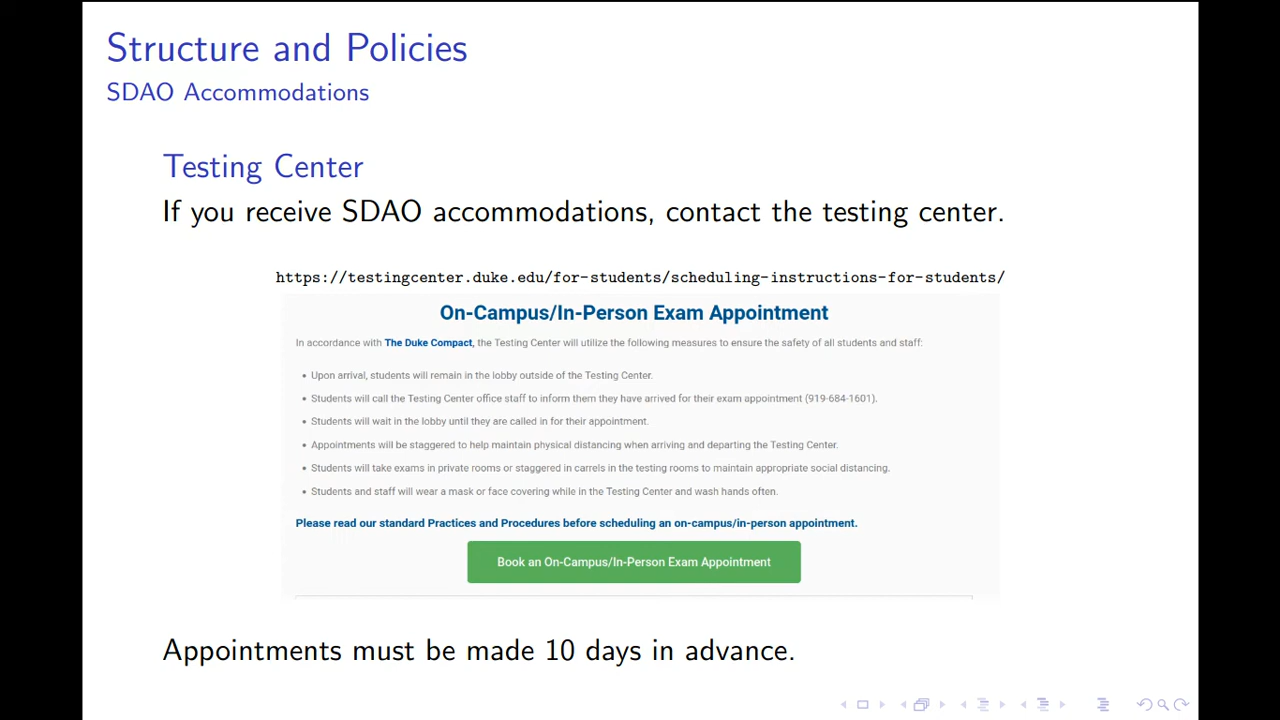 Structure and Policies
SDAO Accommodations
Testing Center
If you receive SDAO accommodations, contact the testing center.
https://testingcenter.duke.edu/for-students/scheduling-instructions-for-students/
On-Campus/In-Person Exam Appointment
In accordance with The Duke Compact, the Testing Center will utilize the following measures to ensure the safety of all students and staff:
• Upon arrival, students will remain in the lobby outside of the Testing Center.
• Students will call the Testing Center office staff to inform them they have arrived for their exam appointment (919-684-1601).
• Students will wait in the lobby until they are called in for their appointment.
• Appointments will be staggered to help maintain physical distancing when arriving and departing the Testing Center.
• Students will take exams in private rooms or staggered in carrels in the testing rooms to maintain appropriate social distancing.
• Students and staff will wear a mask or face covering while in the Testing Center and wash hands often.
Please read our standard Practices and Procedures before scheduling an on-campus/in-person appointment.
Book an On-Campus/In-Person Exam Appointment
Appointments must be made 10 days in advance.